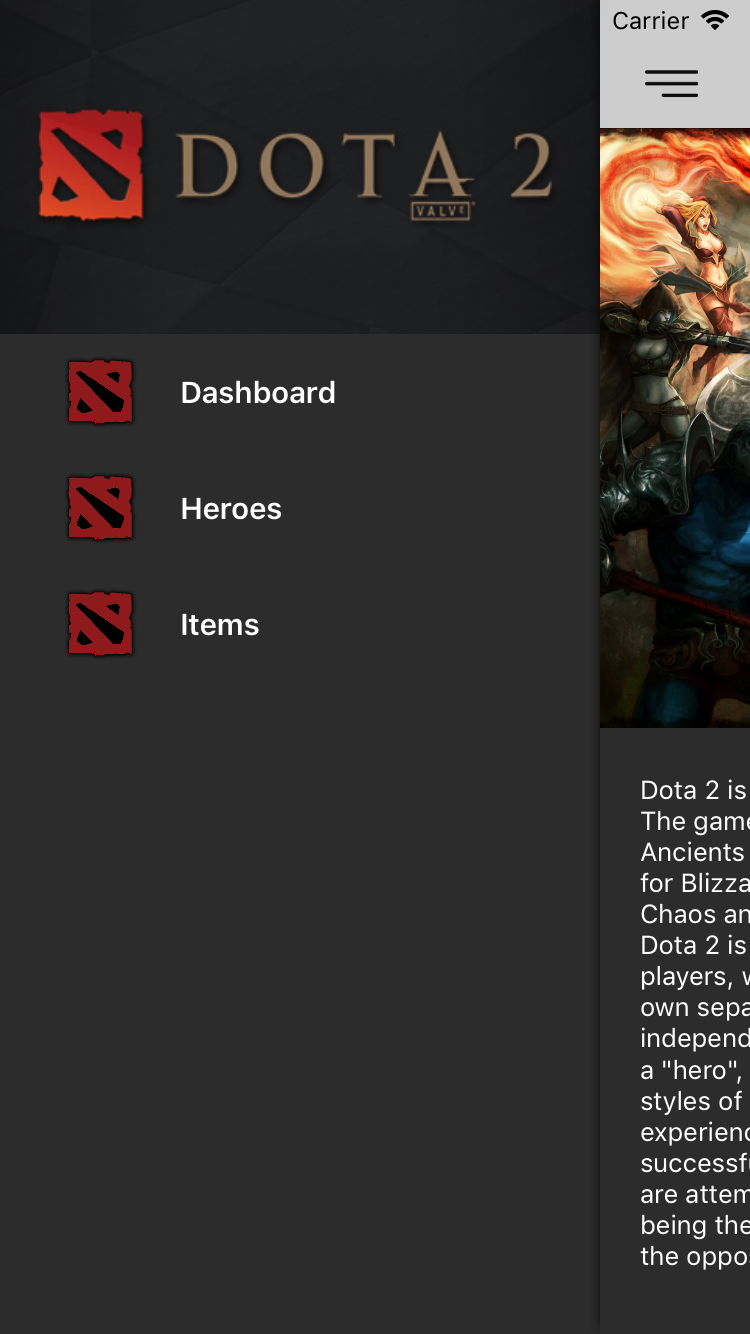 Carrier
DOTA 2
VALVE
Dashboard
Heroes
Items
Dota 2 is
The game
Ancients
for Blizza
Chaos an
Dota 2 is
players, w
own sepa
independ
a "hero",
styles of
experienc
successfu
are attem
being the
the oppos